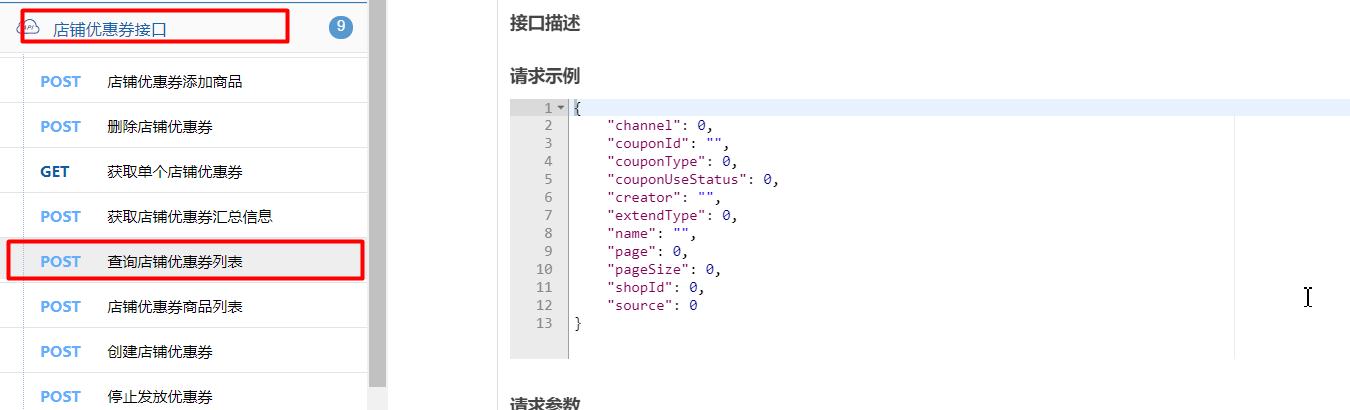 店铺优惠券接口
9
POST 店铺优惠券添加商品
POST 删除店铺优惠券
GET 获取单个店铺优惠券
POST 获取店铺优惠券汇总信息
POST 查询店铺优惠券列表
POST 店铺优惠券商品列表
POST 创建店铺优惠券
POST 停止发放优惠券
接口描述
请求示例
1 {
2 "channel": 0,
3 "couponId": "",
4 "couponType": 0,
5 "couponUseStatus": 0,
6 "creator": "",
7 "extendType": 0,
8 "name": "",
9 "page": 0,
10 "pageSize": 0,
11 "shopId": 0,
12 "source": 0
13 }
请求参数